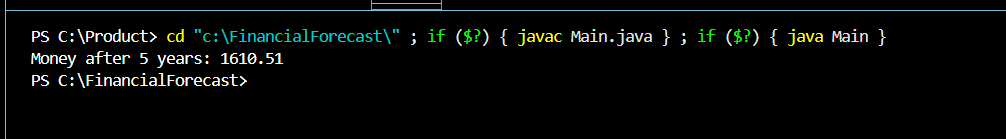 PS C:\Product> cd "c:\FinancialForecast\" ; if ($?) { javac Main.java } ; if ($?) { java Main }
Money after 5 years: 1610.51
PS C:\FinancialForecast>